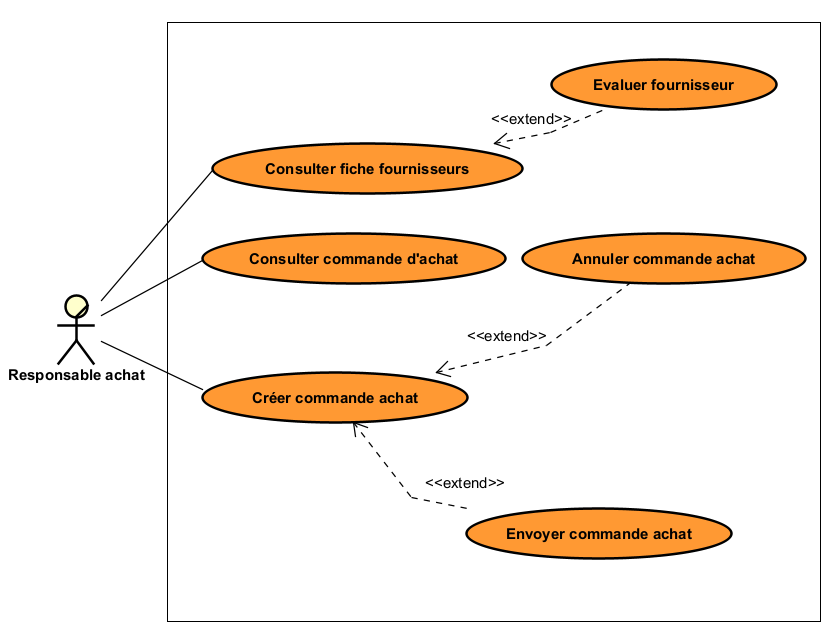 Evaluer fournisseur
<<extend>>
Consulter fiche fournisseurs
Consulter commande d'achat
Annuler commande achat
<<extend>>
Responsable achat
Créer commande achat
<<extend>>
Envoyer commande achat